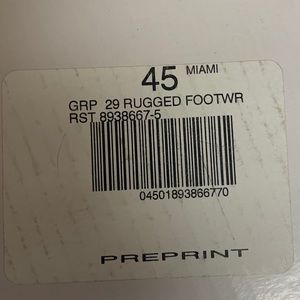 45 MIAMI
GRP 29 RUGGED FOOTWR
RST 8938667-5
04501893866770
PREPRINT